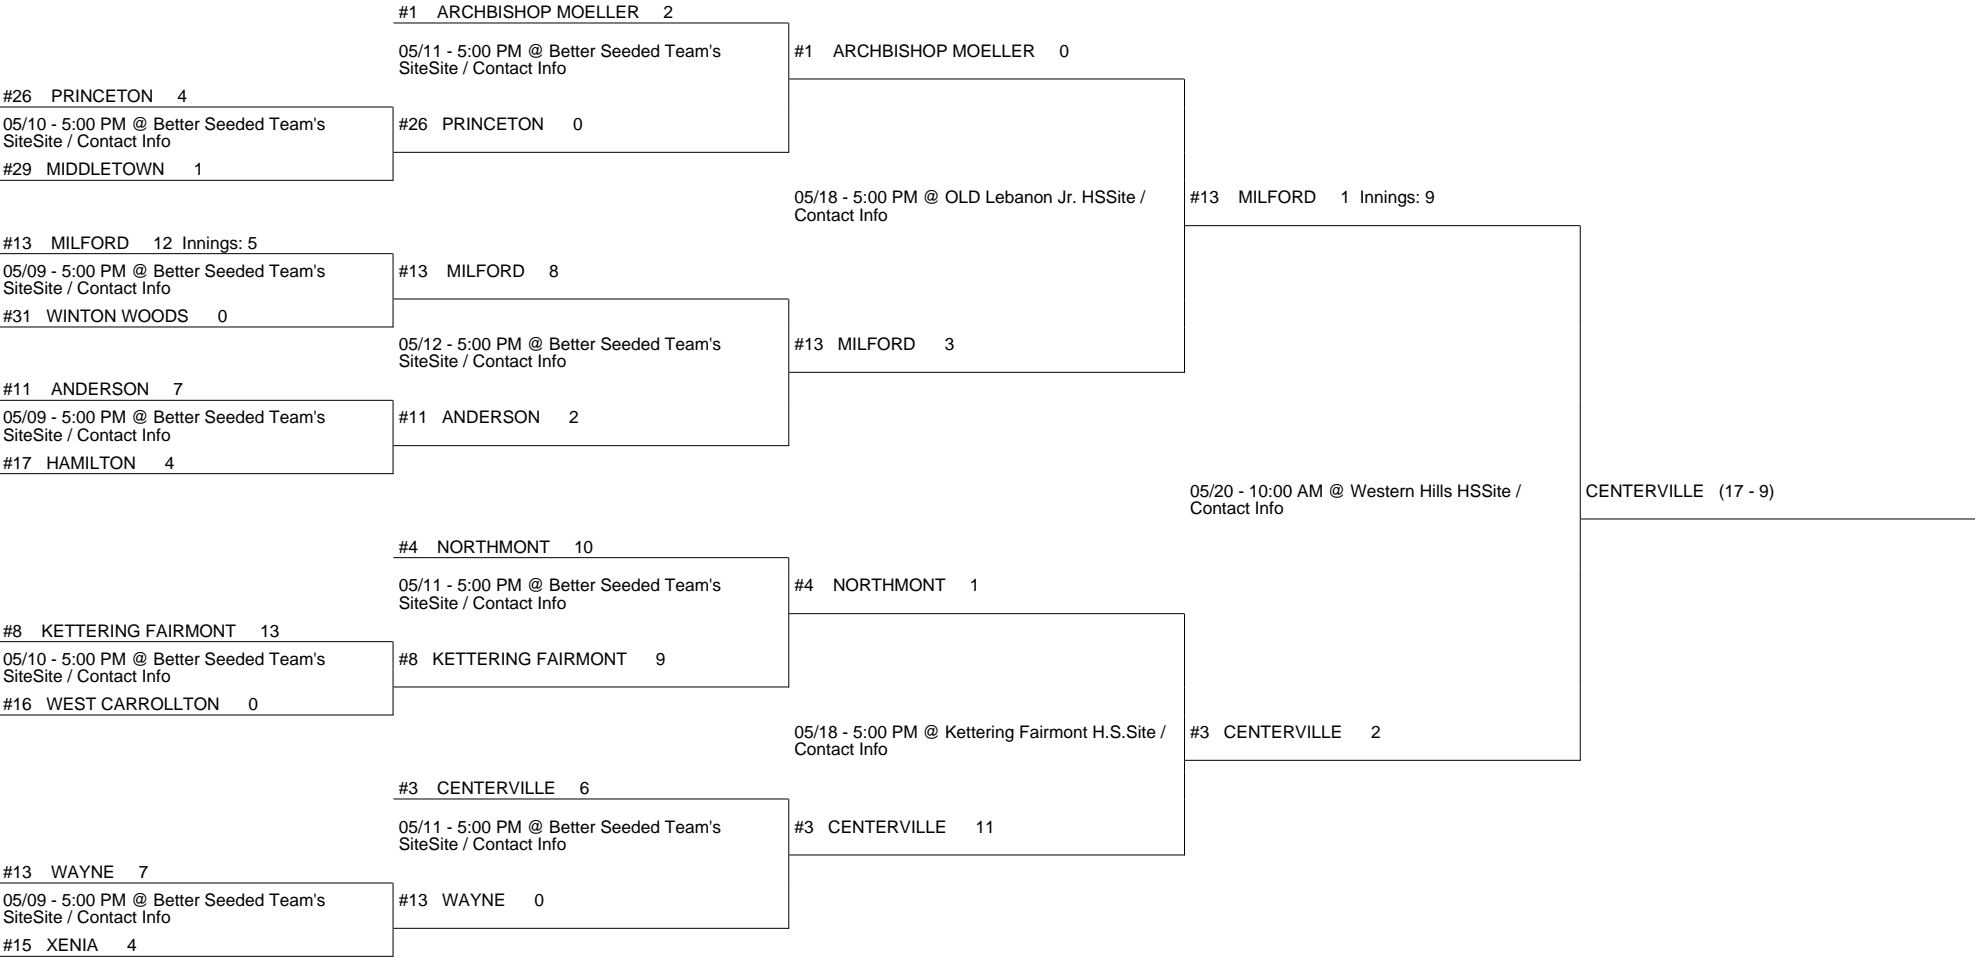 #1 ARCHBISHOP MOELLER 2
05/11 - 5:00 PM @ Better Seeded Team's
SiteSite / Contact Info
#1 ARCHBISHOP MOELLER 0
#26 PRINCETON 4
05/10 - 5:00 PM @ Better Seeded Team's
SiteSite / Contact Info
#26 PRINCETON 0
#29 MIDDLETOWN 1
05/18 - 5:00 PM @ OLD Lebanon Jr. HSSite /
Contact Info
#13 MILFORD 1 Innings: 9
#13 MILFORD 12 Innings: 5
05/09 - 5:00 PM @ Better Seeded Team's
SiteSite / Contact Info
#13 MILFORD 8
#31 WINTON WOODS 0
05/12 - 5:00 PM @ Better Seeded Team's
SiteSite / Contact Info
#13 MILFORD 3
#11 ANDERSON 7
05/09 - 5:00 PM @ Better Seeded Team's
SiteSite / Contact Info
#11 ANDERSON 2
#17 HAMILTON 4
05/20 - 10:00 AM @ Western Hills HSSite /
Contact Info
CENTERVILLE (17 - 9)
#4 NORTHMONT 10
05/11 - 5:00 PM @ Better Seeded Team's
SiteSite / Contact Info
#4 NORTHMONT 1
#8 KETTERING FAIRMONT 13
05/10 - 5:00 PM @ Better Seeded Team's
SiteSite / Contact Info
#8 KETTERING FAIRMONT 9
#16 WEST CARROLLTON 0
05/18 - 5:00 PM @ Kettering Fairmont H.S.Site /
Contact Info
#3 CENTERVILLE 2
#3 CENTERVILLE 6
05/11 - 5:00 PM @ Better Seeded Team's
SiteSite / Contact Info
#3 CENTERVILLE 11
#13 WAYNE 7
05/09 - 5:00 PM @ Better Seeded Team's
SiteSite / Contact Info
#13 WAYNE 0
#15 XENIA 4